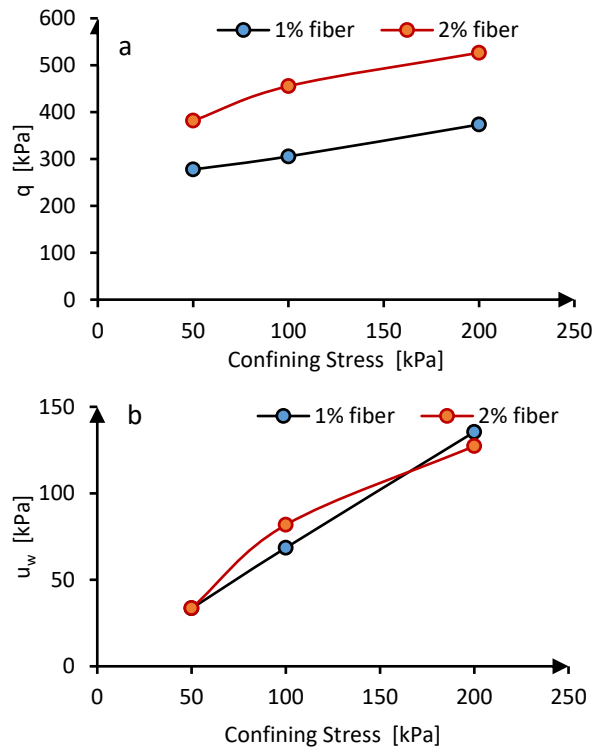 a
1% fiber 2% fiber
600
500
400
300
200
100
0
q [kPa]
0 50 100 150 200 250
Confining Stress [kPa]
b
1% fiber 2% fiber
150
100
50
0
u_w [kPa]
0 50 100 150 200 250
Confining Stress [kPa]